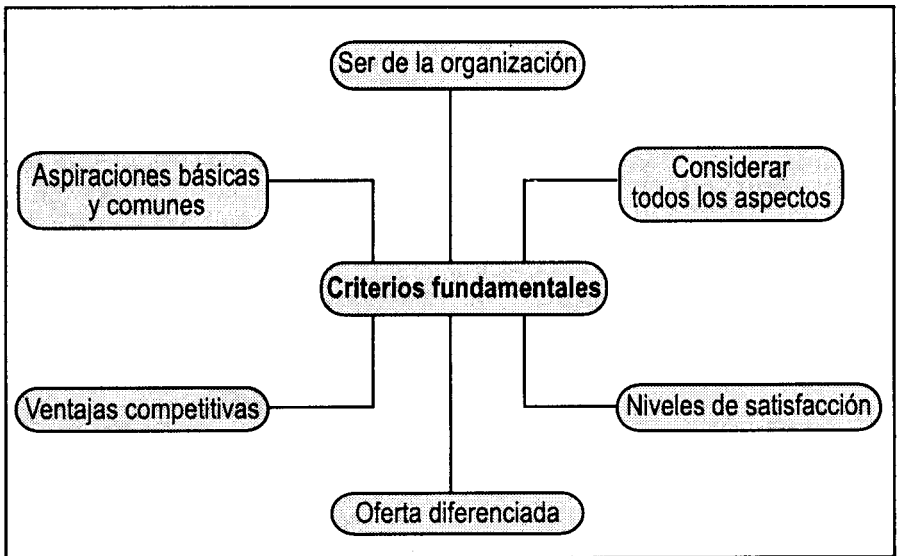 Ser de la organización
Aspiraciones básicas
y comunes
Considerar
todos los aspectos
Criterios fundamentales
Ventajas competitivas
Niveles de satisfacción
Oferta diferenciada